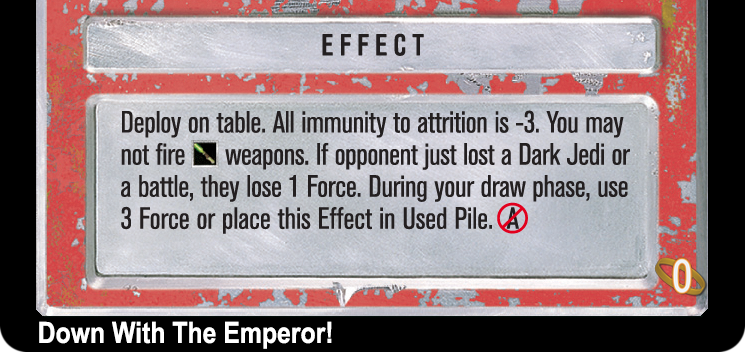 EFFECT
Deploy on table. All immunity to attrition is -3. You may
not fire weapons. If opponent just lost a Dark Jedi or
a battle, they lose 1 Force. During your draw phase, use
3 Force or place this Effect in Used Pile. A
0
Down With The Emperor!